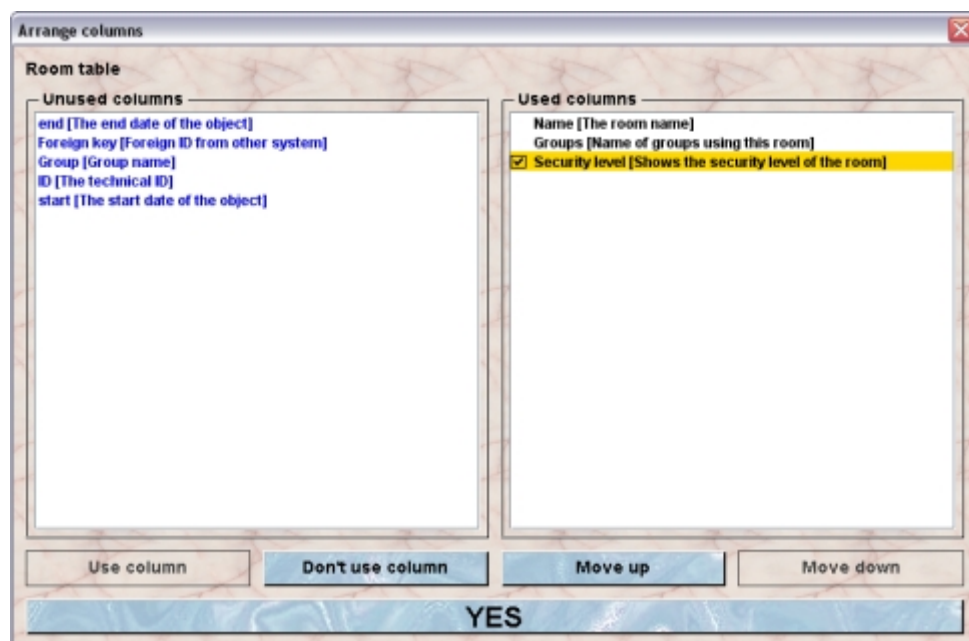 Arrange columns
Room table
Unused columns
end [The end date of the object]
Foreign key [Foreign ID from other system]
Group [Group name]
ID [The technical ID]
start [The start date of the object]
Used columns
Name [The room name]
Groups [Name of groups using this room]
Security level [Shows the security level of the room]
Use column
Don't use column
Move up
Move down
YES